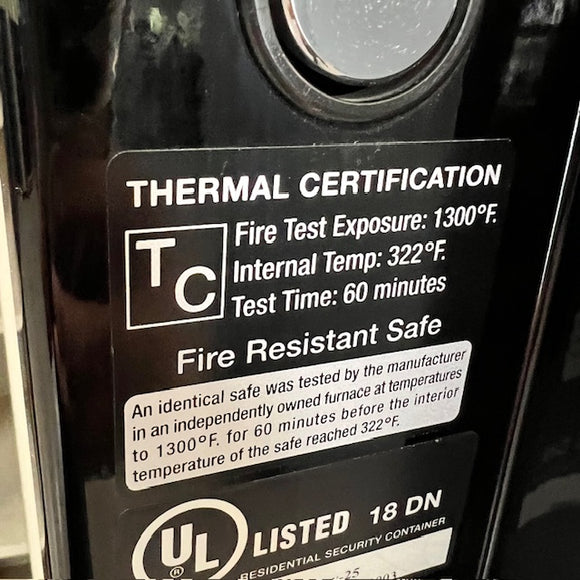 THERMAL CERTIFICATION
TC
Fire Test Exposure: 1300°F.
Internal Temp: 322°F.
Test Time: 60 minutes
Fire Resistant Safe
An identical safe was tested by the manufacturer
in an independently owned furnace at temperatures
to 1300°F. for 60 minutes before the interior
temperature of the safe reached 322°F.
UL ® LISTED 18 DN
RESIDENTIAL SECURITY CONTAINER